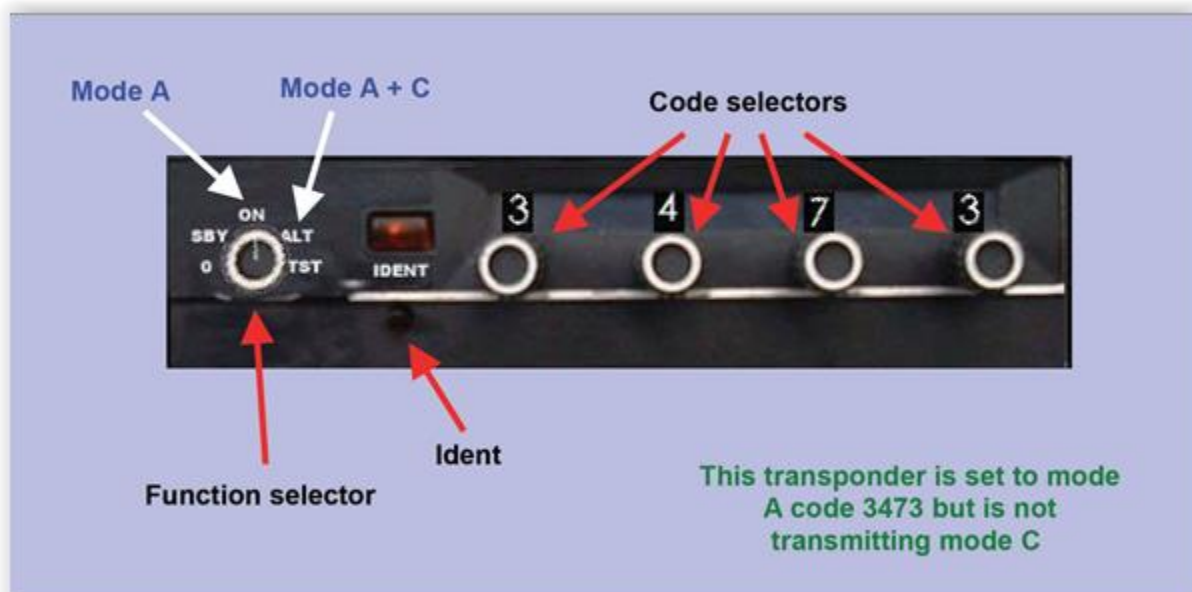 Mode A
Mode A + C
Code selectors
ON
SBY
ALT
0
TST
IDENT
3 4 7 3
Ident
Function selector
This transponder is set to mode
A code 3473 but is not
transmitting mode C